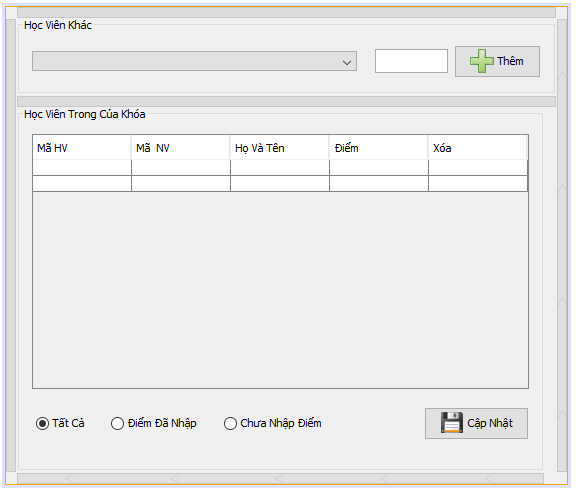 Học Viên Khác
Thêm
Học Viên Trong Của Khóa
Mã HV Mã  NV Họ Và Tên Điểm Xóa
Tất Cả Điểm Đã Nhập Chưa Nhập Điểm Cập Nhật